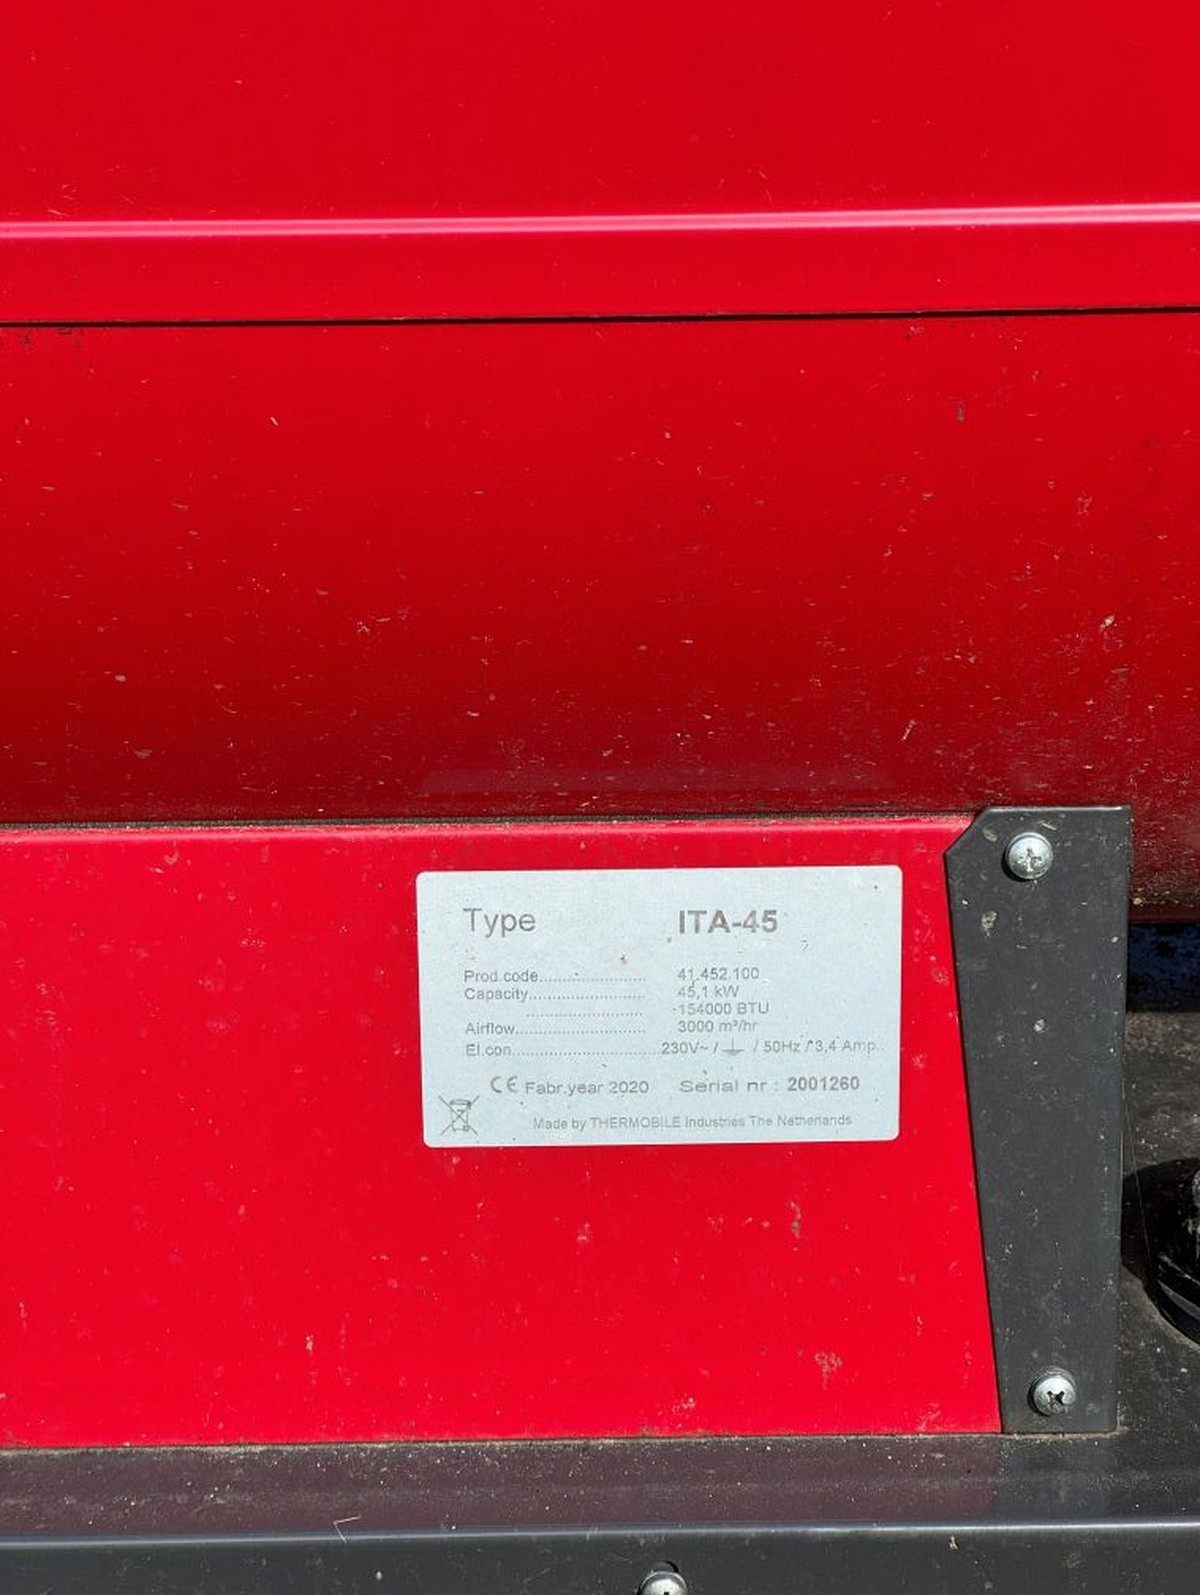 Type ITA-45
Prod.code...................... 41.452.100
Capacity........................ 45,1 kW
........................ 154000 BTU
Airflow........................... 3000 m³/hr
El.con..............................230V~ / ⏚ / 50Hz / 3,4 Amp.
CE Fabr.year 2020 Serial nr : 2001260
Made by THERMOBILE Industries The Netherlands